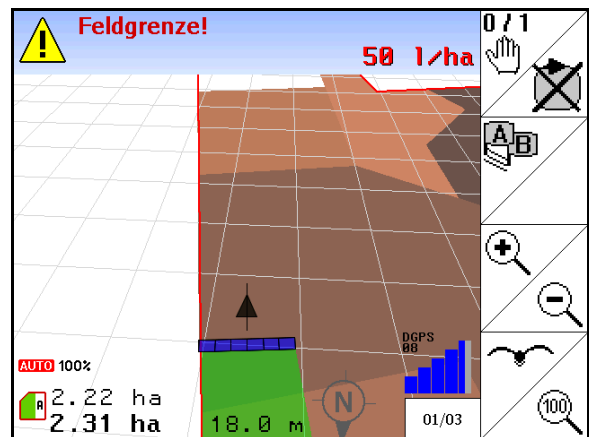 Feldgrenze!
50 l/ha
0 / 1
A
B
DGPS
08
AUTO 100%
A
2.22 ha
2.31 ha
18.0 m
N
01/03
100